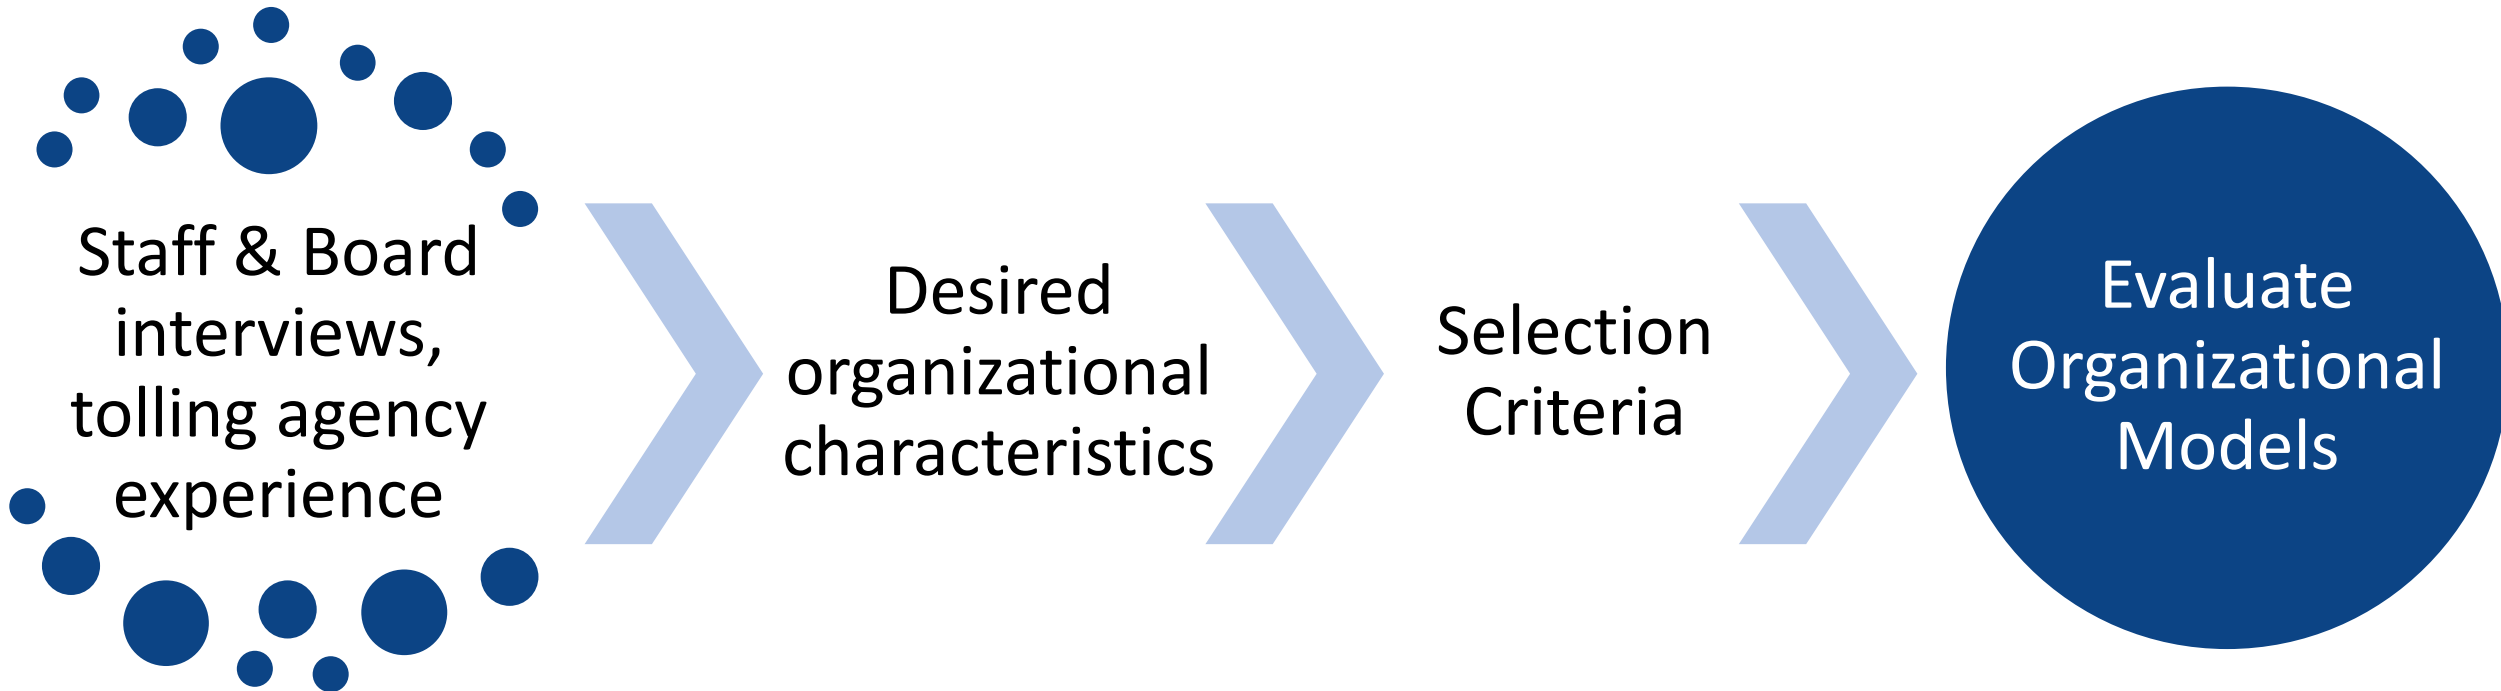 Staff & Board
interviews,
tolling agency
experience
Desired
organizational
characteristics
Selection
Criteria
Evaluate
Organizational
Models